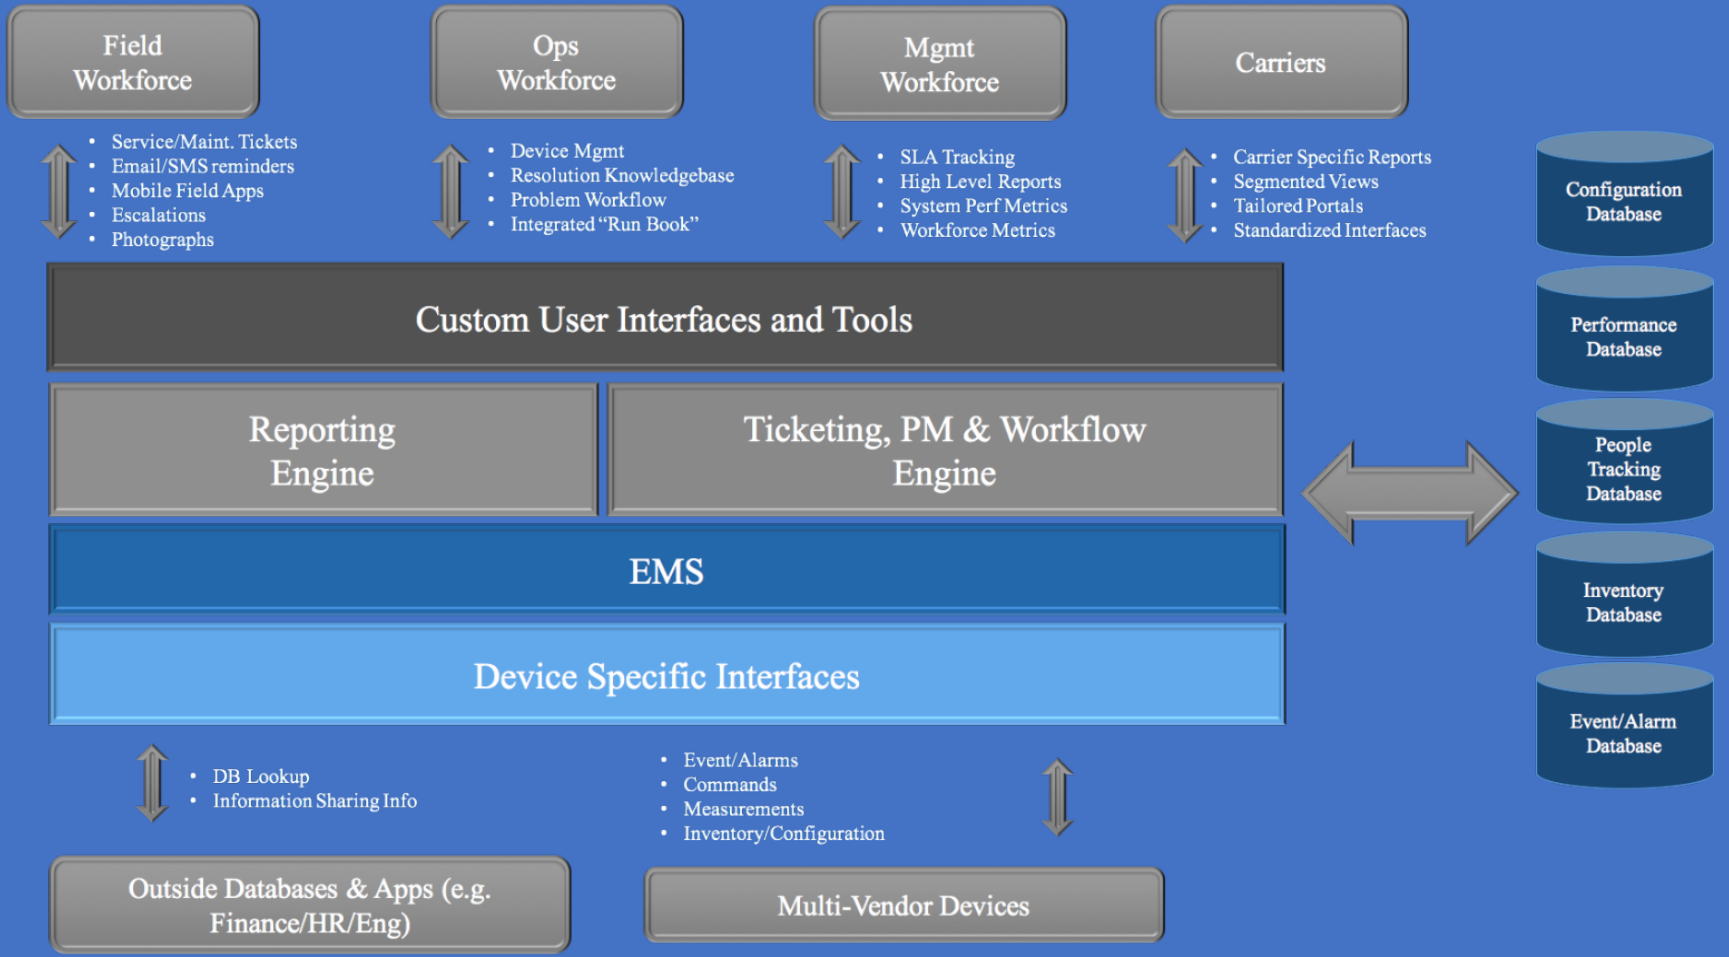 Field
Workforce
Ops
Workforce
Mgmt
Workforce
Carriers
• Service/Maint. Tickets
• Email/SMS reminders
• Mobile Field Apps
• Escalations
• Photographs
• Device Mgmt
• Resolution Knowledgebase
• Problem Workflow
• Integrated “Run Book”
• SLA Tracking
• High Level Reports
• System Perf Metrics
• Workforce Metrics
• Carrier Specific Reports
• Segmented Views
• Tailored Portals
• Standardized Interfaces
Custom User Interfaces and Tools
Reporting
Engine
Ticketing, PM & Workflow
Engine
EMS
Device Specific Interfaces
Configuration
Database
Performance
Database
People
Tracking
Database
Inventory
Database
Event/Alarm
Database
• DB Lookup
• Information Sharing Info
• Event/Alarms
• Commands
• Measurements
• Inventory/Configuration
Outside Databases & Apps (e.g.
Finance/HR/Eng)
Multi-Vendor Devices